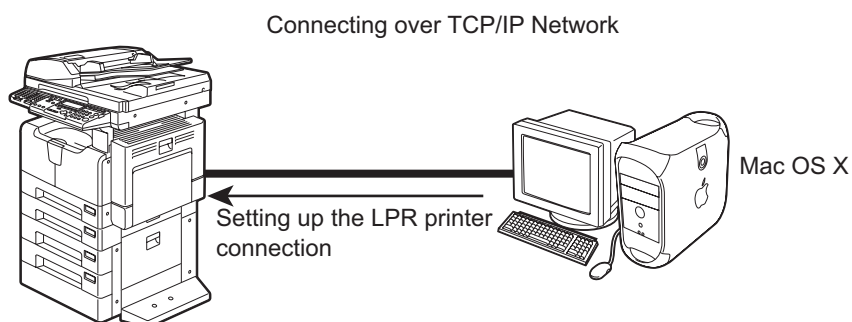 Connecting over TCP/IP Network
Mac OS X
Setting up the LPR printer
connection